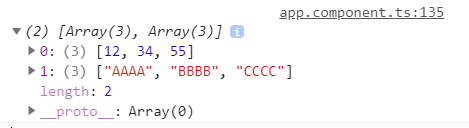 app.component.ts:135
▼ (2) [Array(3), Array(3)] i
▶ 0: (3) [12, 34, 55]
▶ 1: (3) ["AAAA", "BBBB", "CCCC"]
length: 2
▶ __proto__: Array(0)